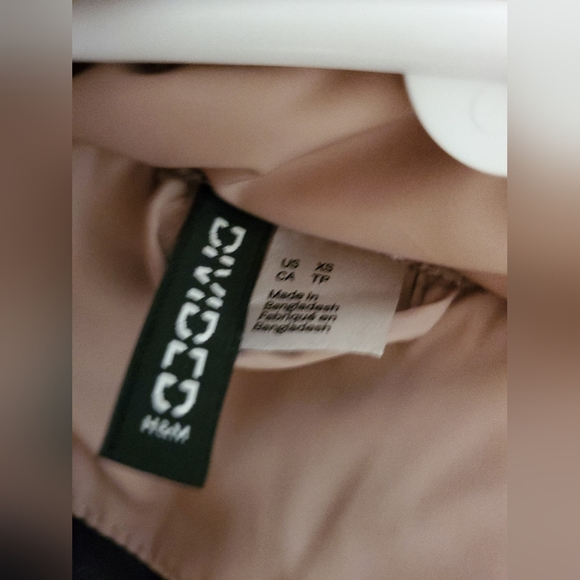 DIVIDED
H&M
US XS
CA TP
Made in
Bangladesh
Fabriqué en
Bangladesh